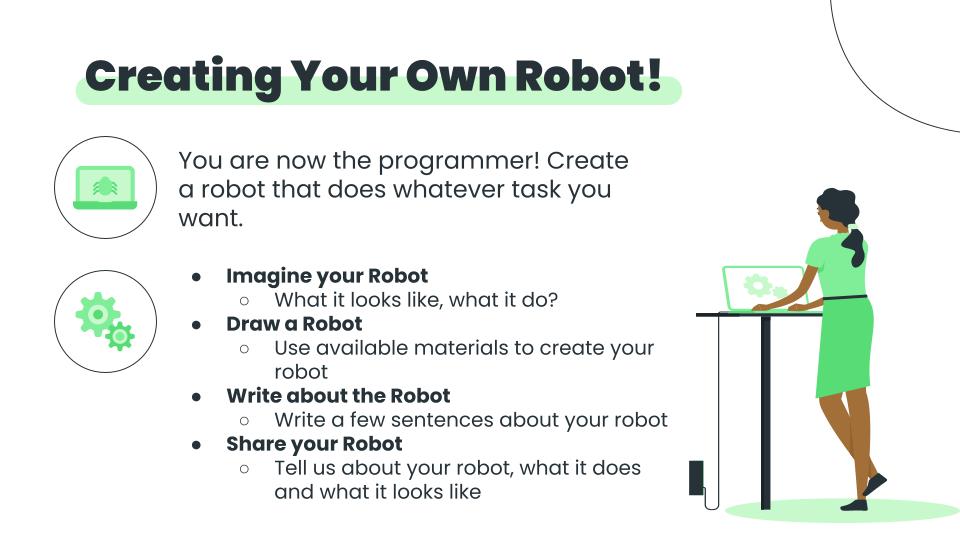 Creating Your Own Robot!
You are now the programmer! Create
a robot that does whatever task you
want.
● Imagine your Robot
○ What it looks like, what it do?
● Draw a Robot
○ Use available materials to create your
robot
● Write about the Robot
○ Write a few sentences about your robot
● Share your Robot
○ Tell us about your robot, what it does
and what it looks like